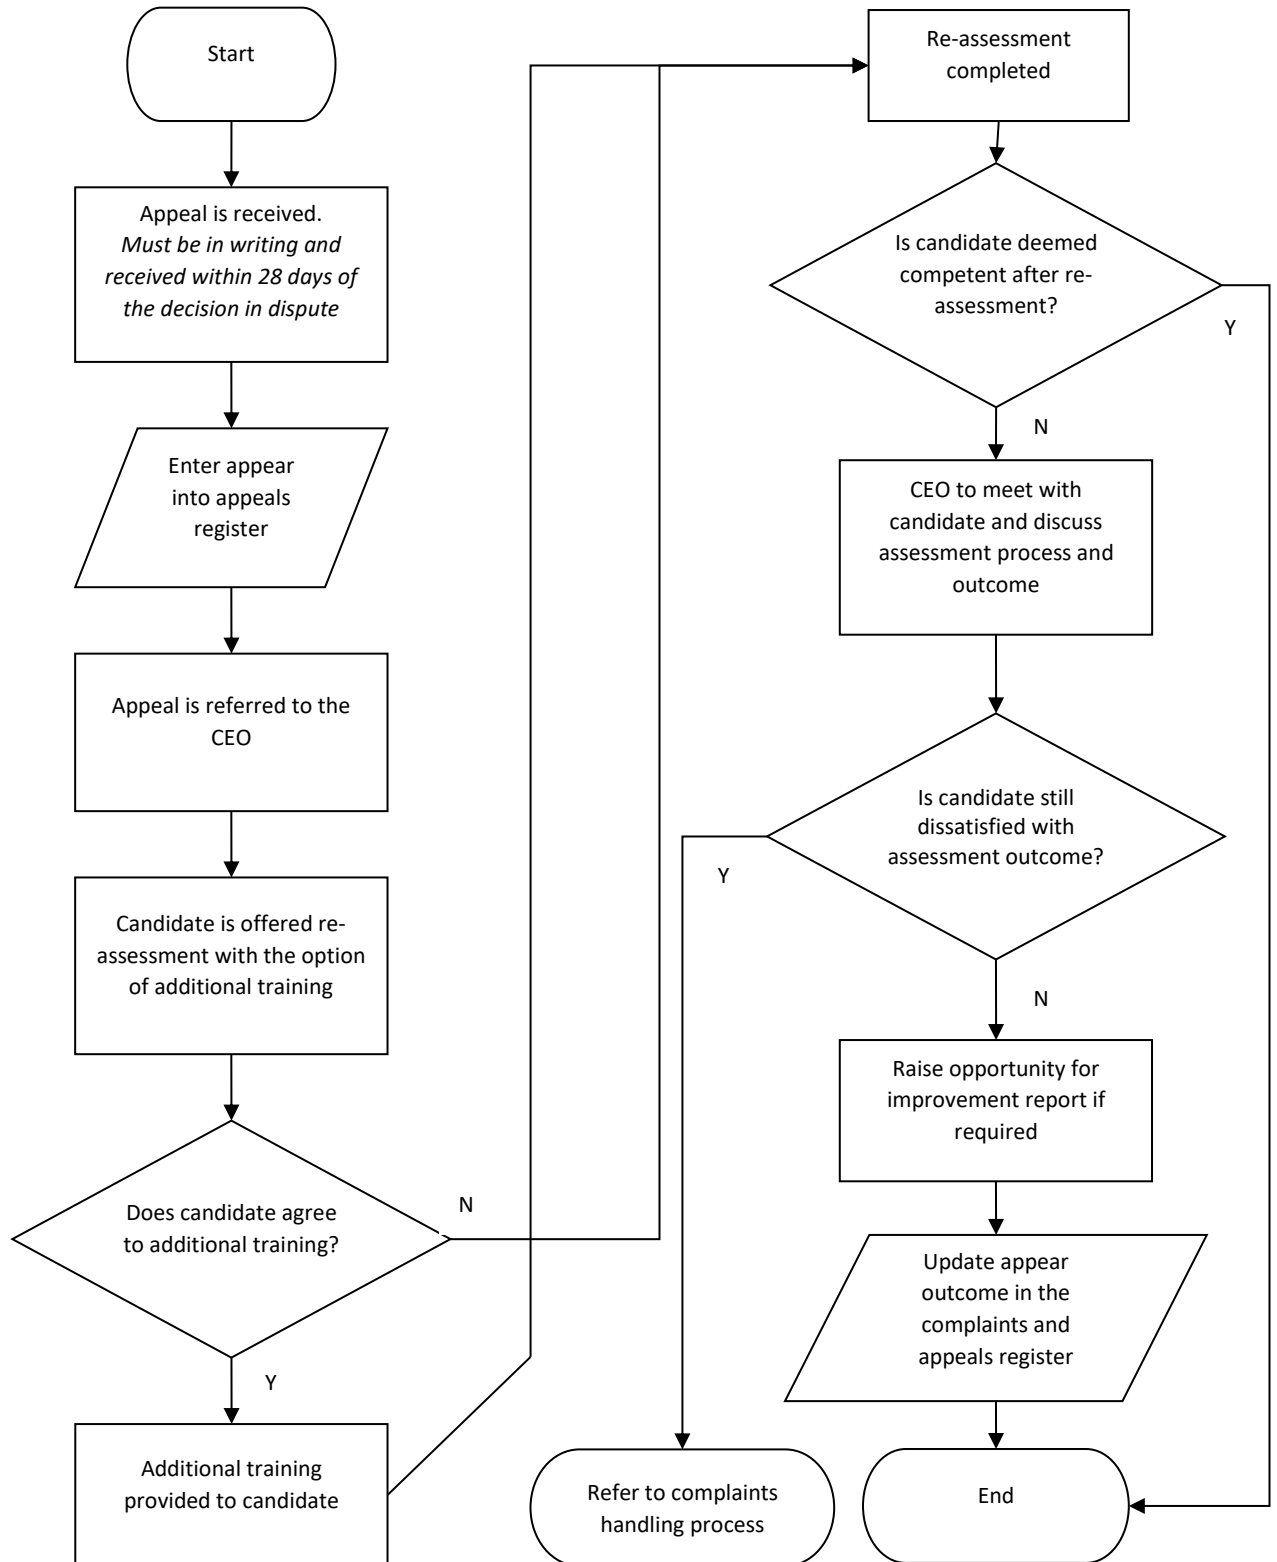 Start
Appeal is received.
Must be in writing and
received within 28 days of
the decision in dispute
Enter appear
into appeals
register
Appeal is referred to the
CEO
Candidate is offered re-
assessment with the option
of additional training
Does candidate agree
to additional training?
N
Y
Additional training
provided to candidate
Re-assessment
completed
Is candidate deemed
competent after re-
assessment?
Y
N
CEO to meet with
candidate and discuss
assessment process and
outcome
Is candidate still
dissatisfied with
assessment outcome?
Y
N
Raise opportunity for
improvement report if
required
Update appear
outcome in the
complaints and
appeals register
Refer to complaints
handling process
End